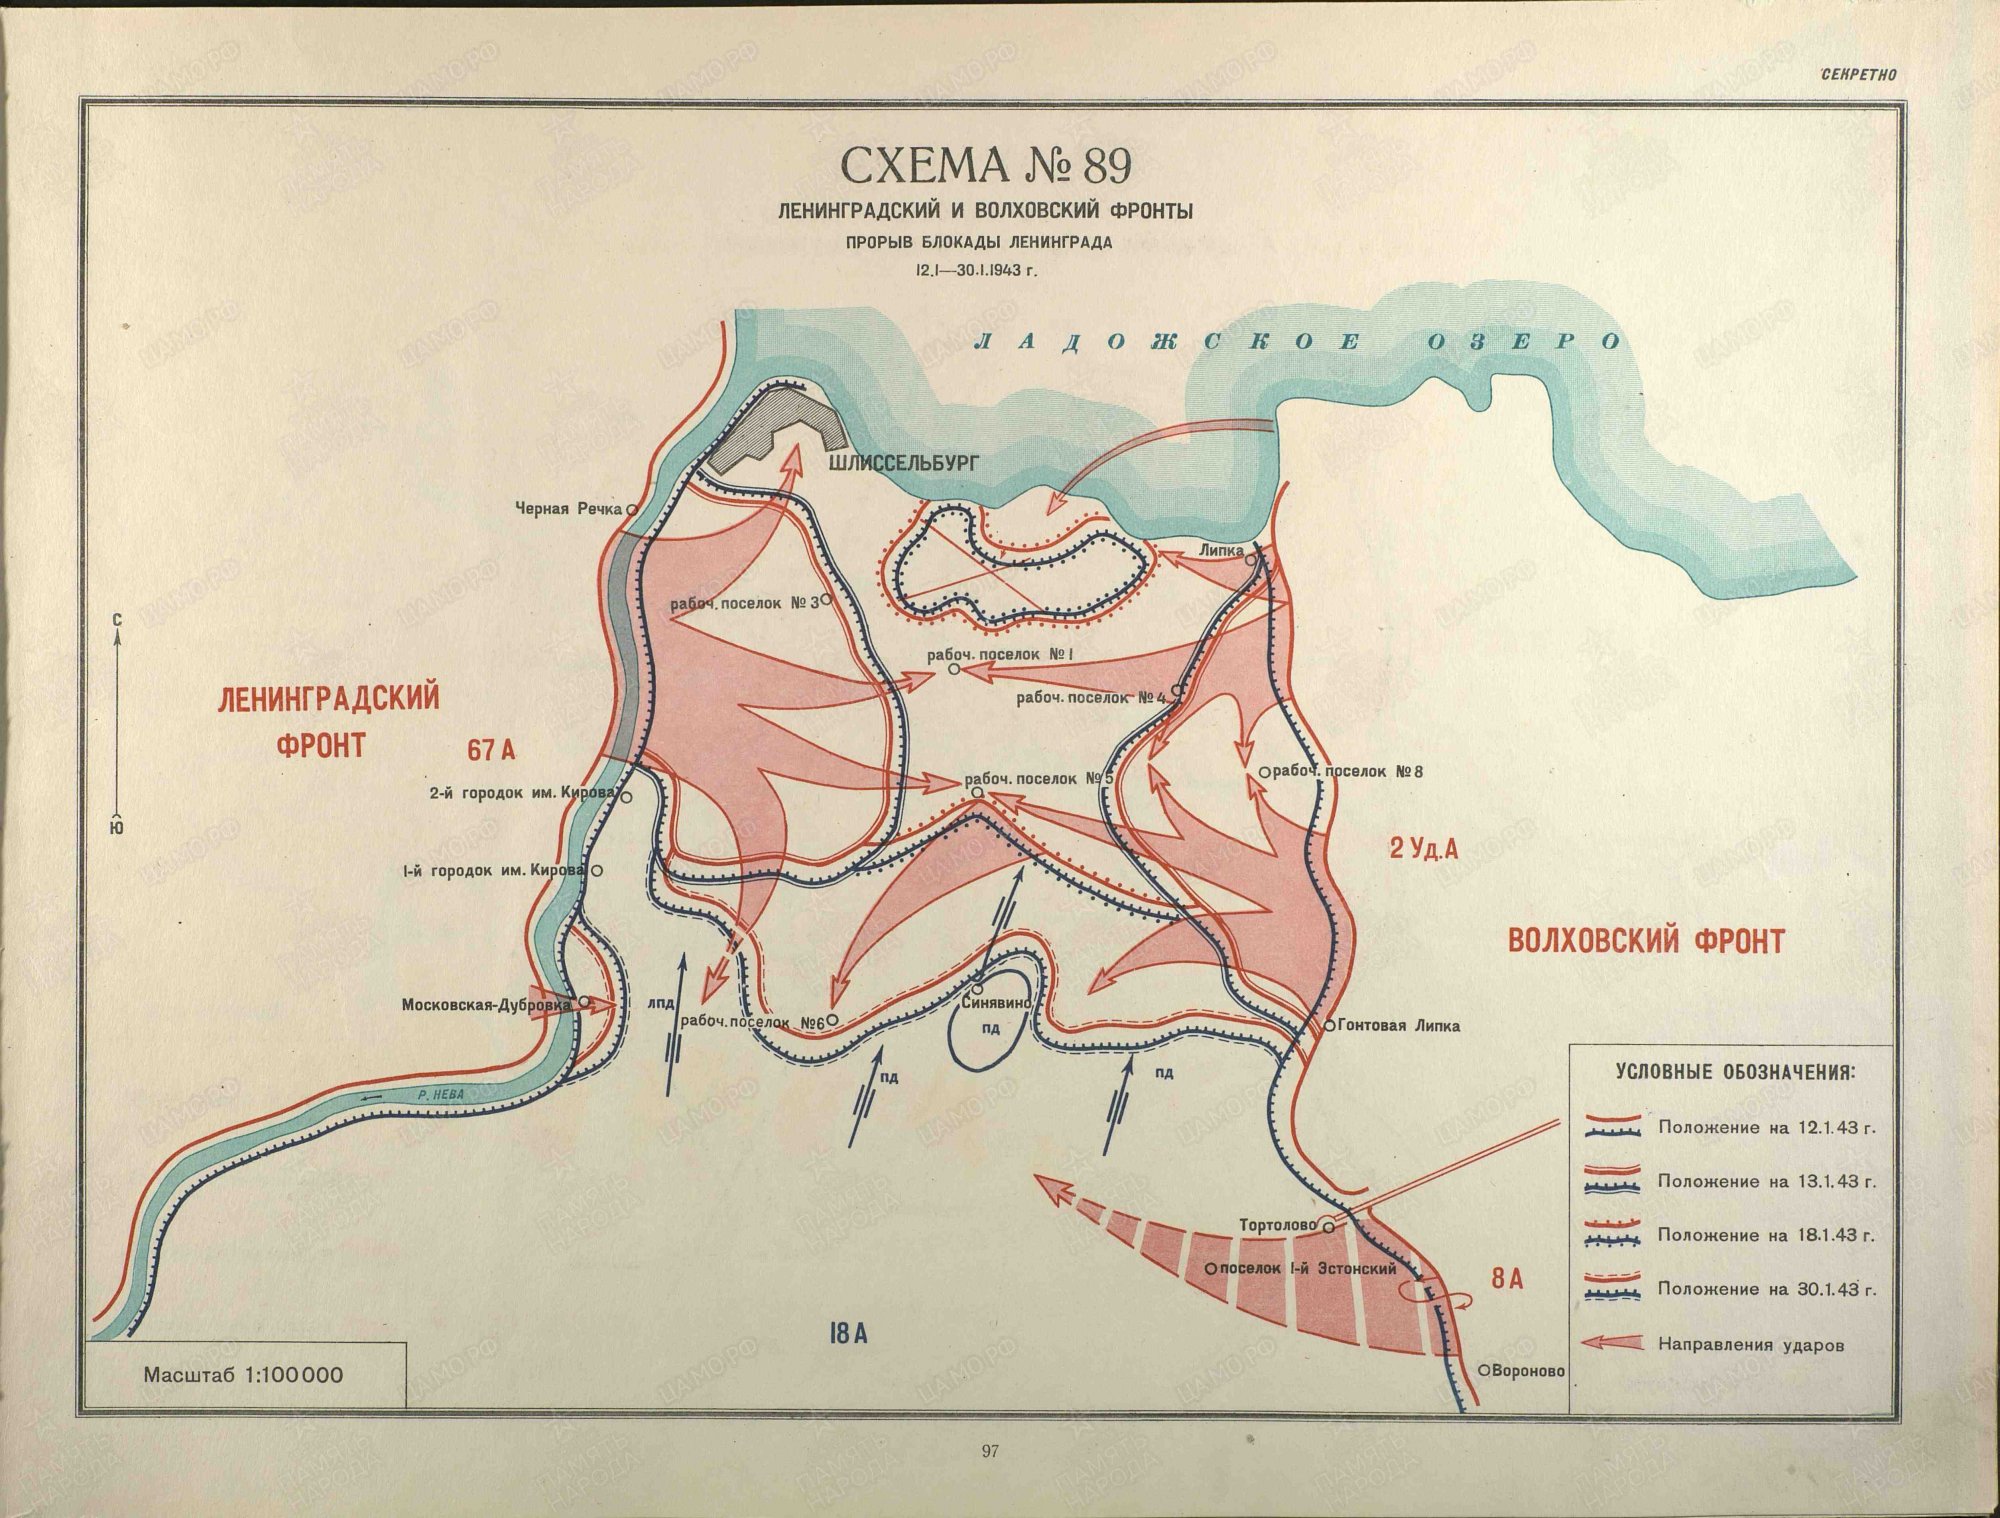 СЕКРЕТНО
СХЕМА № 89
ЛЕНИНГРАДСКИЙ И ВОЛХОВСКИЙ ФРОНТЫ
ПРОРЫВ БЛОКАДЫ ЛЕНИНГРАДА
12.I—30.I.1943 г.
ЛАДОЖСКОЕ ОЗЕРО
ШЛИССЕЛЬБУРГ
Черная Речка
Липка
рабоч. поселок № 3
С
рабоч. поселок № 1
рабоч. поселок № 4
ЛЕНИНГРАДСКИЙ
ФРОНТ
67 А
рабоч. поселок № 8
рабоч. поселок № 5
2-й городок им. Кирова
Ю
2 Уд.А
1-й городок им. Кирова
ВОЛХОВСКИЙ ФРОНТ
Московская-Дубровка
лпд
Синявино
рабоч. поселок №6
пд
Гонтовая Липка
пд
пд
Р. НЕВА
Тортолово
поселок 1-й Эстонский
8 А
18 А
Вороново
УСЛОВНЫЕ ОБОЗНАЧЕНИЯ:
Положение на 12.1.43 г.
Положение на 13.1.43 г.
Положение на 18.1.43 г.
Положение на 30.1.43 г.
Направления ударов
Масштаб 1:100 000
97
ЦАМО.РФ
ПАМЯТЬ
НАРОДА